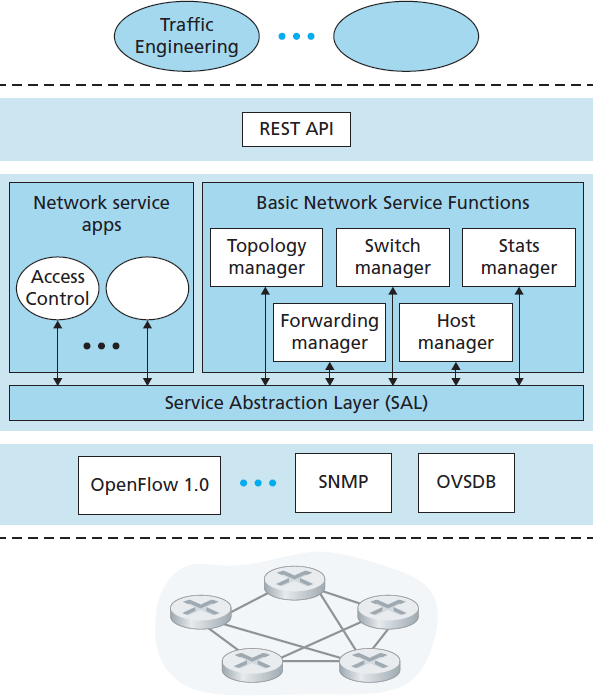 Traffic
Engineering
REST API
Network service
apps
Access
Control
Basic Network Service Functions
Topology
manager
Switch
manager
Stats
manager
Forwarding
manager
Host
manager
Service Abstraction Layer (SAL)
OpenFlow 1.0
SNMP
OVSDB